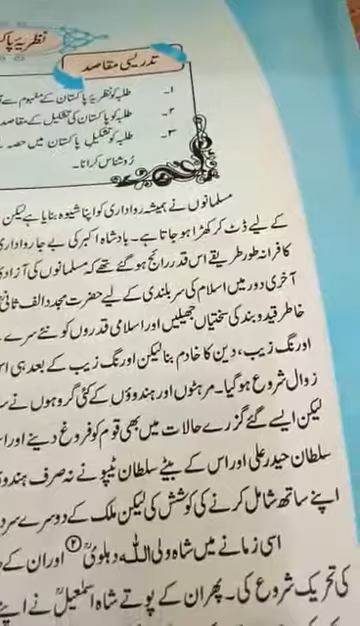 نظریۂ پا
تدریسی مقاصد
۱۔ طلبہ کو نظریۂ پاکستان کے مفہوم سے آ
۲۔ طلبہ کو پاکستان کی تشکیل کے مقاصد
۳۔ طلبہ کو تشکیل پاکستان میں حصہ
روشناس کرانا۔
مسلمانوں نے ہمیشہ رواداری کو اپنا شیوہ بنایا ہے لیکن
کے لیے ڈٹ کر کھڑا ہو جاتا ہے۔ بادشاہ اکبر کی بے جا رواداری
کافرانہ طور طریقے اس قدر رائج ہو گئے تھے کہ مسلمانوں کی آزاد
آخری دور میں اسلام کی سربلندی کے لیے حضرت مجدد الف ثانی
خاطر قید و بند کی سختیاں جھیلیں اور اسلامی قدروں کو نئے سرے
اورنگ زیب، دین کا خادم بنا لیکن اورنگ زیب کے بعد ہی اس
زوال شروع ہو گیا۔ مرہٹوں اور ہندوؤں کے کئی گروہوں نے
لیکن ایسے گئے گزرے حالات میں بھی قوم کو فروغ دینے اور
سلطان حیدر علی اور اس کے بیٹے سلطان ٹیپو نے نہ صرف ہندو
اپنے ساتھ شامل کرنے کی کوشش کی لیکن ملک کے دوسرے سر
اسی زمانے میں شاہ ولی اللہ دہلویؒ (۲) اور ان کے
کی تحریک شروع کی۔ پھر ان کے پوتے شاہ اسمٰعیلؒ نے اپنے